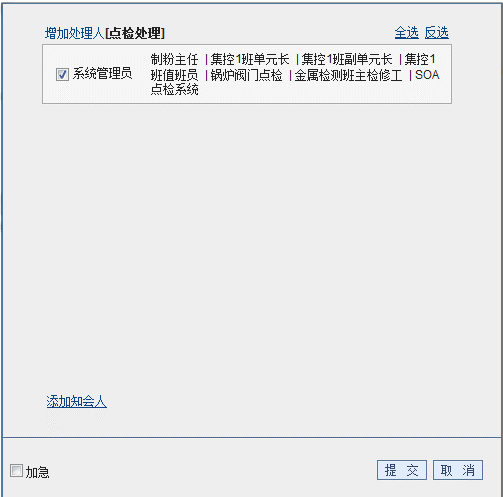 增加处理人[点检处理] 全选 反选
系统管理员
制粉主任 | 集控1班单元长 | 集控1班副单元长 | 集控1
班值班员 | 锅炉阀门点检 | 金属检测班主检修工 | SOA
点检系统
添加知会人
加急 提 交 取 消